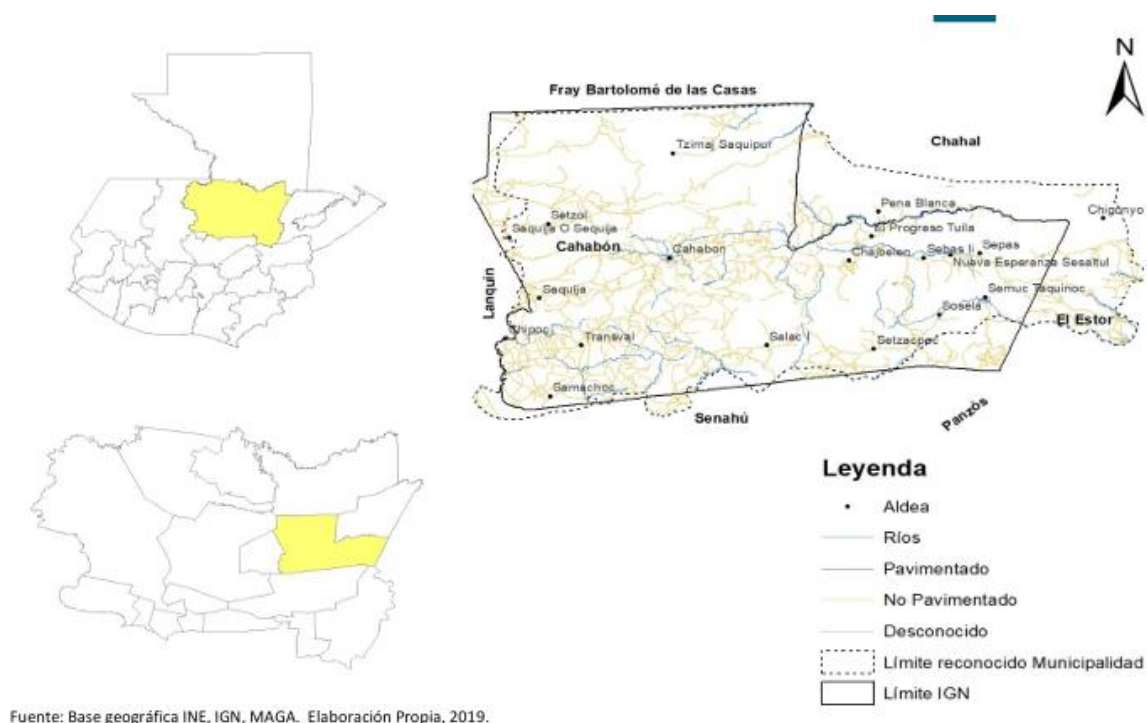 N
Fray Bartolomé de las Casas
Chahal
Tzimaj Saquipur
Pena Blanca
Chigonyo
Setzol
El Progreso Tulla
Saquija O Sequija
Cahabón
Cahabon
Chajbelen
Sebas Ii
Sepas
Nueva Esperanza Sesaltul
Lanquín
Saquija
Semuc Taquinoc
Sosela
El Estor
Chipoc
Transval
Salac I
Setzacpec
Samachoc
Senahú
Panzós
Leyenda
Aldea
Ríos
Pavimentado
No Pavimentado
Desconocido
Límite reconocido Municipalidad
Límite IGN
Fuente: Base geográfica INE, IGN, MAGA. Elaboración Propia, 2019.